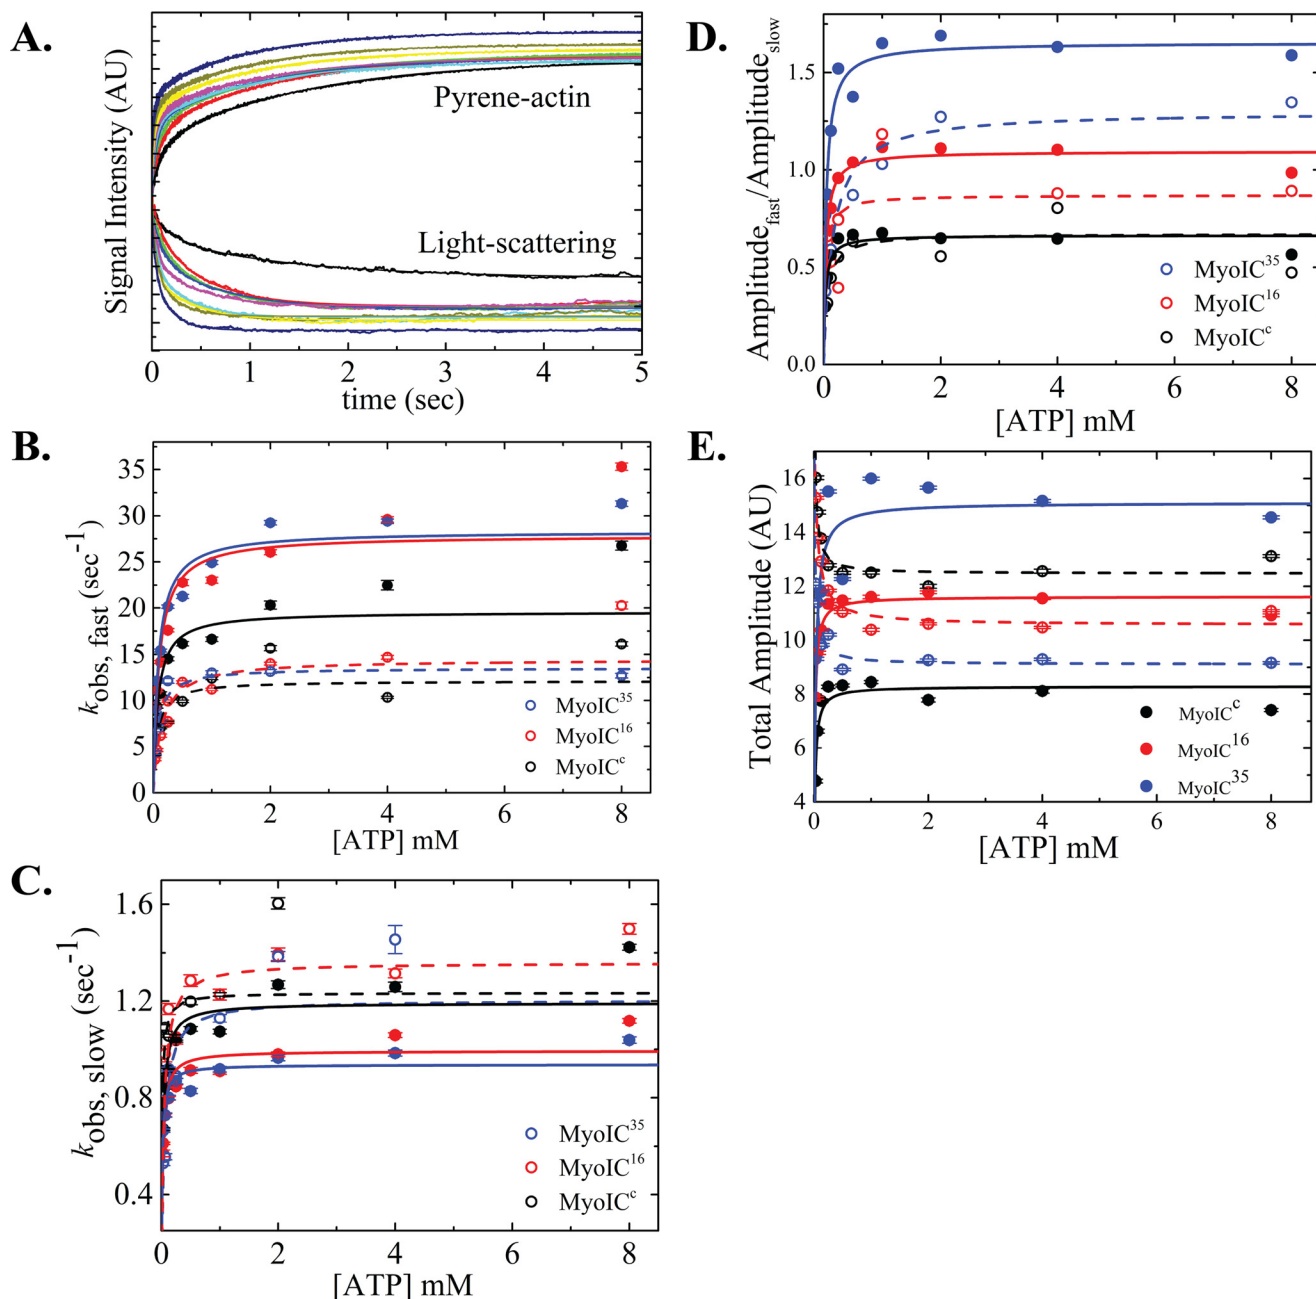 A.
Signal Intensity (AU)
Pyrene-actin
Light-scattering
0 1 2 3 4 5
time (sec)
B.
k_obs, fast (sec⁻¹)
35
30
25
20
15
10
5
0
MyoIC³⁵
MyoIC¹⁶
MyoICᶜ
0 2 4 6 8
[ATP] mM
C.
k_obs, slow (sec⁻¹)
1.6
1.2
0.8
0.4
MyoIC³⁵
MyoIC¹⁶
MyoICᶜ
0 2 4 6 8
[ATP] mM
D.
Amplitude_fast/Amplitude_slow
1.5
1.0
0.5
0.0
MyoIC³⁵
MyoIC¹⁶
MyoICᶜ
0 2 4 6 8
[ATP] mM
E.
Total Amplitude (AU)
16
14
12
10
8
6
4
MyoICᶜ
MyoIC¹⁶
MyoIC³⁵
0 2 4 6 8
[ATP] mM